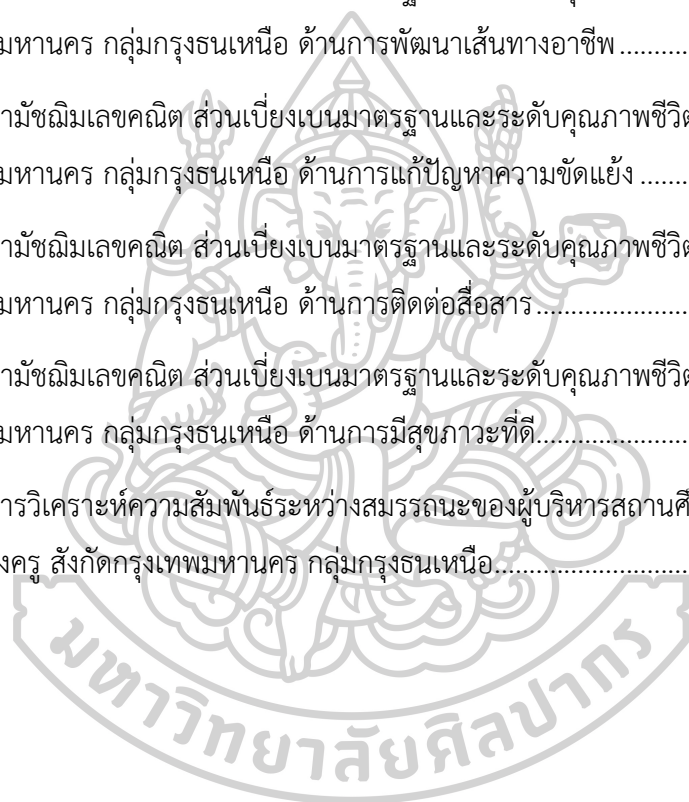 มหานคร กลุ่มกรุงธนเหนือ ด้านการพัฒนาเส้นทางอาชีพ..........
ามัชฌิมเลขคณิต ส่วนเบี่ยงเบนมาตรฐานและระดับคุณภาพชีวิต
มหานคร กลุ่มกรุงธนเหนือ ด้านการแก้ปัญหาความขัดแย้ง.......
ามัชฌิมเลขคณิต ส่วนเบี่ยงเบนมาตรฐานและระดับคุณภาพชีวิต
มหานคร กลุ่มกรุงธนเหนือ ด้านการติดต่อสื่อสาร......................
ามัชฌิมเลขคณิต ส่วนเบี่ยงเบนมาตรฐานและระดับคุณภาพชีวิต
มหานคร กลุ่มกรุงธนเหนือ ด้านการมีสุขภาวะที่ดี......................
ารวิเคราะห์ความสัมพันธ์ระหว่างสมรรถนะของผู้บริหารสถานศึ
งครู สังกัดกรุงเทพมหานคร กลุ่มกรุงธนเหนือ............................
มหาวิทยาลัยศิลปากร